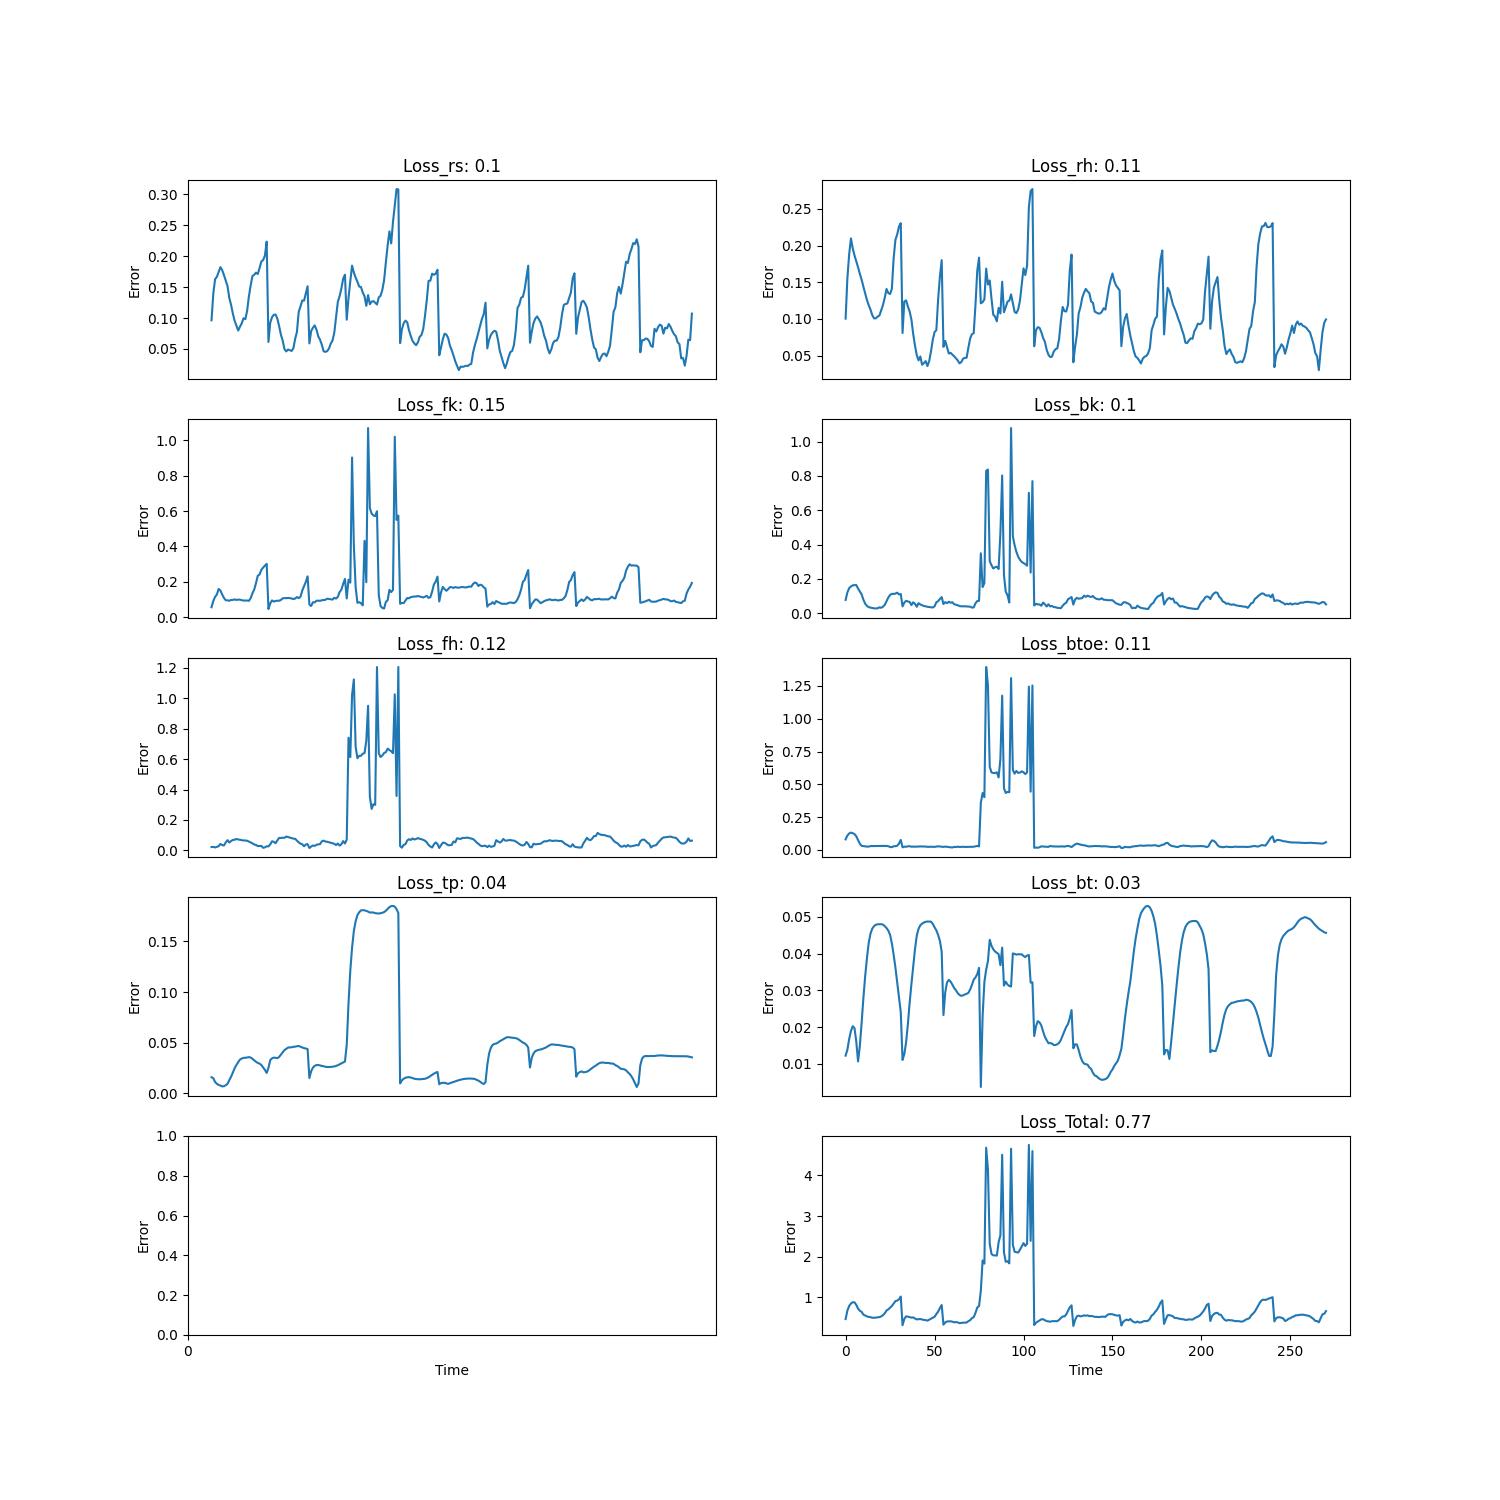 Loss_rs: 0.1
Error
0.30
0.25
0.20
0.15
0.10
0.05
Loss_rh: 0.11
Error
0.25
0.20
0.15
0.10
0.05
Loss_fk: 0.15
Error
1.0
0.8
0.6
0.4
0.2
0.0
Loss_bk: 0.1
Error
1.0
0.8
0.6
0.4
0.2
0.0
Loss_fh: 0.12
Error
1.2
1.0
0.8
0.6
0.4
0.2
0.0
Loss_btoe: 0.11
Error
1.25
1.00
0.75
0.50
0.25
0.00
Loss_tp: 0.04
Error
0.15
0.10
0.05
0.00
Loss_bt: 0.03
Error
0.05
0.04
0.03
0.02
0.01
Error
1.0
0.8
0.6
0.4
0.2
0.0
0
Time
Loss_Total: 0.77
Error
4
3
2
1
0 50 100 150 200 250
Time